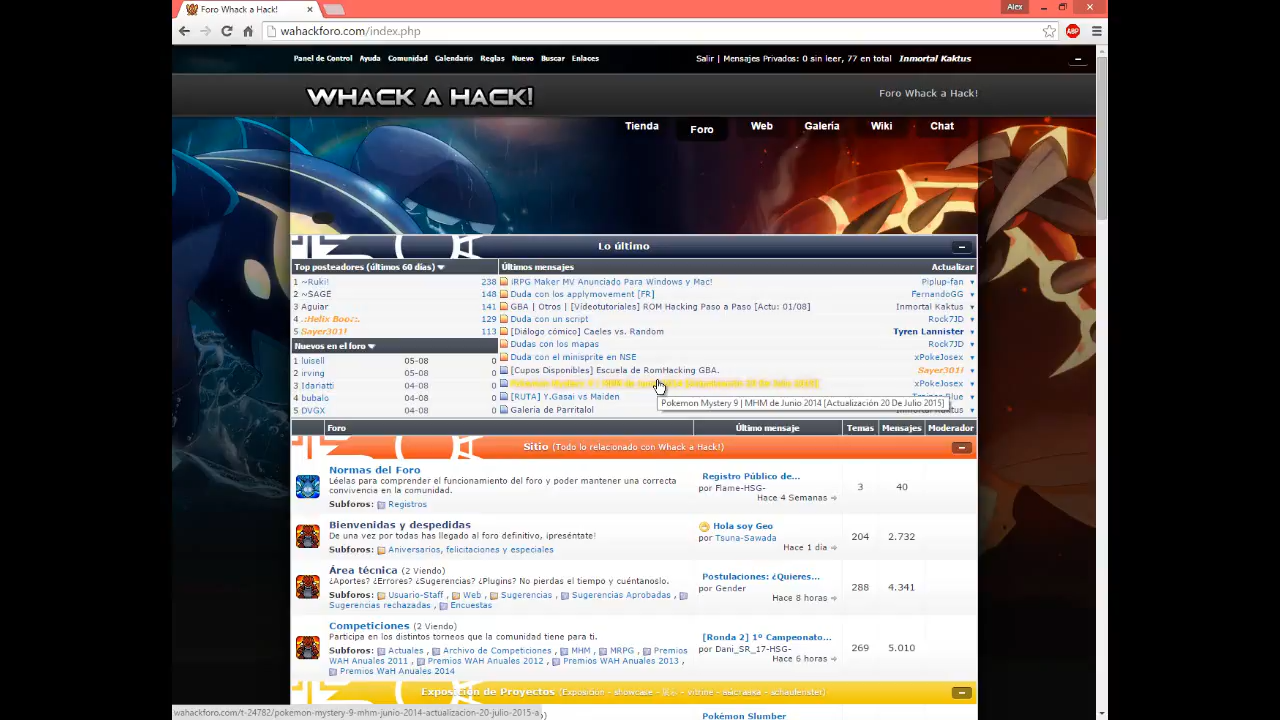 Foro Whack a Hack!
Alex
wahackforo.com/index.php
ABP
Panel de Control Ayuda Comunidad Calendario Reglas Nuevo Buscar Enlaces
Salir | Mensajes Privados: 0 sin leer, 77 en total Inmortal Kaktus
WHACK A HACK!
Foro Whack a Hack!
Tienda Foro Web Galería Wiki Chat
Lo último
Top posteadores (últimos 60 días) Últimos mensajes Actualizar
1 ~Ruki! 238 ¡RPG Maker MV Anunciado Para Windows y Mac! Piplup-fan
2 ~SAGE 148 Duda con los applymovement [FR] FernandoGG
3 Aguiar 141 GBA | Otros | [Videotutoriales] ROM Hacking Paso a Paso [Actu: 01/08] Inmortal Kaktus
4 .:Helix Boo:. 129 Duda con un script Rock7JD
5 Sayer301! 113 [Diálogo cómico] Caeles vs. Random Tyren Lannister
Nuevos en el foro Dudas con los mapas Rock7JD
1 luisell 05-08 0 Duda con el minisprite en NSE xPokeJosex
2 irving 05-08 0 [Cupos Disponibles] Escuela de RomHacking GBA. Sayer301!
3 Idariatti 04-08 0 xPokeJosex
4 bubalo 04-08 0 [RUTA] Y.Gasai vs Maiden Blue
Pokemon Mystery 9 | MHM de Junio 2014 [Actualización 20 De Julio 2015]
5 DVGX 04-08 0 Galeria de Parritalol
Foro Último mensaje Temas Mensajes Moderador
Sitio (Todo lo relacionado con Whack a Hack!)
Normas del Foro
Léelas para comprender el funcionamiento del foro y poder mantener una correcta
convivencia en la comunidad.
Subforos: Registros
Registro Público de...
por Flame-HSG-
Hace 4 Semanas
3 40
Bienvenidas y despedidas
De una vez por todas has llegado al foro definitivo, ¡preséntate!
Subforos: Aniversarios, felicitaciones y especiales
Hola soy Geo
por Tsuna-Sawada
Hace 1 día
204 2.732
Área técnica (2 Viendo)
¿Aportes? ¿Errores? ¿Sugerencias? ¿Plugins? No pierdas el tiempo y cuéntanoslo.
Subforos: Usuario-Staff , Web , Sugerencias , Sugerencias Aprobadas ,
Sugerencias rechazadas , Encuestas
Postulaciones: ¿Quieres...
por Gender
Hace 8 horas
288 4.341
Competiciones (2 Viendo)
Participa en los distintos torneos que la comunidad tiene para ti.
Subforos: Actuales , Archivo de Competiciones , MHM , MRPG , Premios
WAH Anuales 2011 , Premios WAH Anuales 2012 , Premios WAH Anuales 2013 ,
Premios WaH Anuales 2014
[Ronda 2] 1º Campeonato...
por Dani_SR_17-HSG-
Hace 6 horas
269 5.010
Exposición de Proyectos
Pokémon Slumber
wahackforo.com/t-24782/pokemon-mystery-9-mhm-junio-2014-actualizacion-20-julio-2015-a